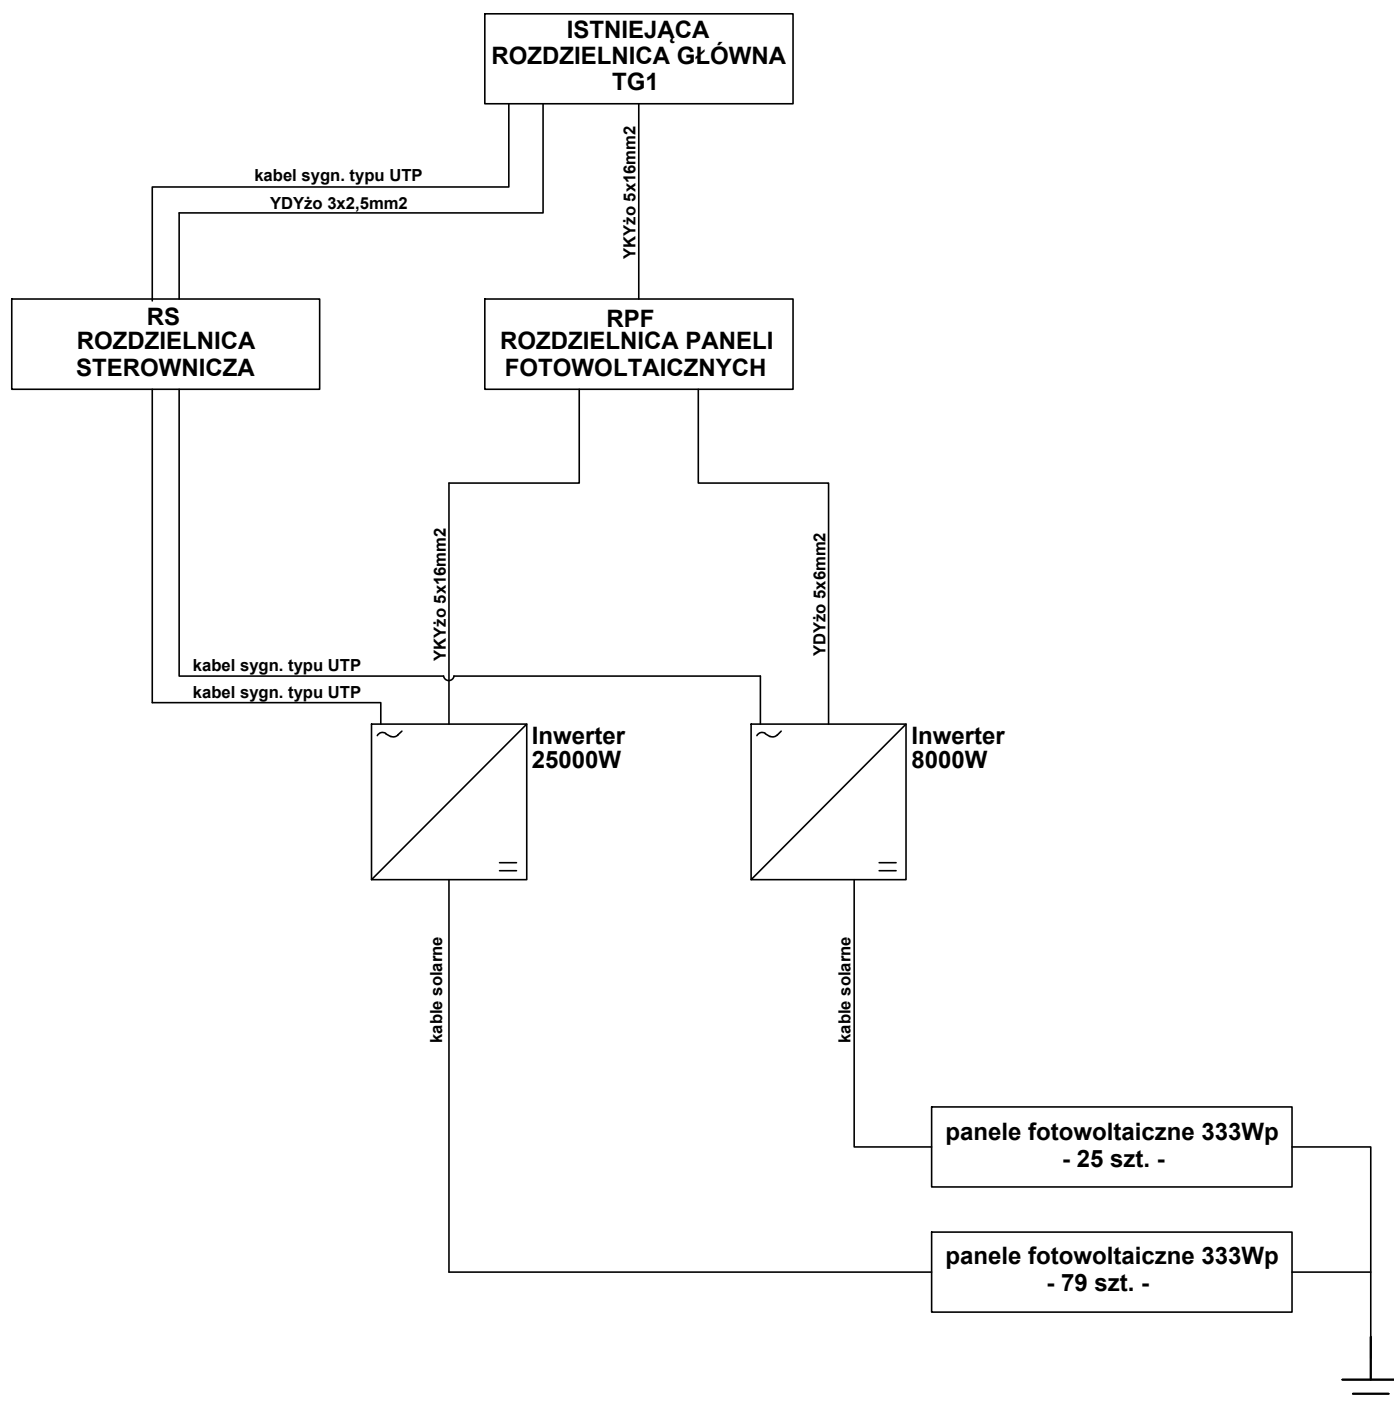 ISTNIEJĄCA
ROZDZIELNICA GŁÓWNA
TG1
kabel sygn. typu UTP
YDYżo 3x2,5mm2
YKYżo 5x16mm2
RS
ROZDZIELNICA
STEROWNICZA
RPF
ROZDZIELNICA PANELI
FOTOWOLTAICZNYCH
YKYżo 5x16mm2
YDYżo 5x6mm2
kabel sygn. typu UTP
kabel sygn. typu UTP
Inwerter
25000W
Inwerter
8000W
kable solarne
kable solarne
panele fotowoltaiczne 333Wp
- 25 szt. -
panele fotowoltaiczne 333Wp
- 79 szt. -